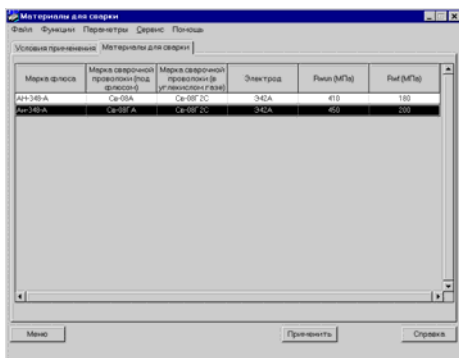 Материалы для сварки
Файл Функции Параметры Сервис Помощь
Условия применения Материалы для сварки
Марка флюса Марка сварочной проволоки (под флюсом) Марка сварочной проволоки (в углекислом газе) Электрод Rwun (МПа) Rwf (МПа)
АН-348-А Св-08А Св-08Г2С Э42А 410 180
Ан-348-А Св-08ГА Св-08Г2С Э42А 450 200
Меню Применить Справка